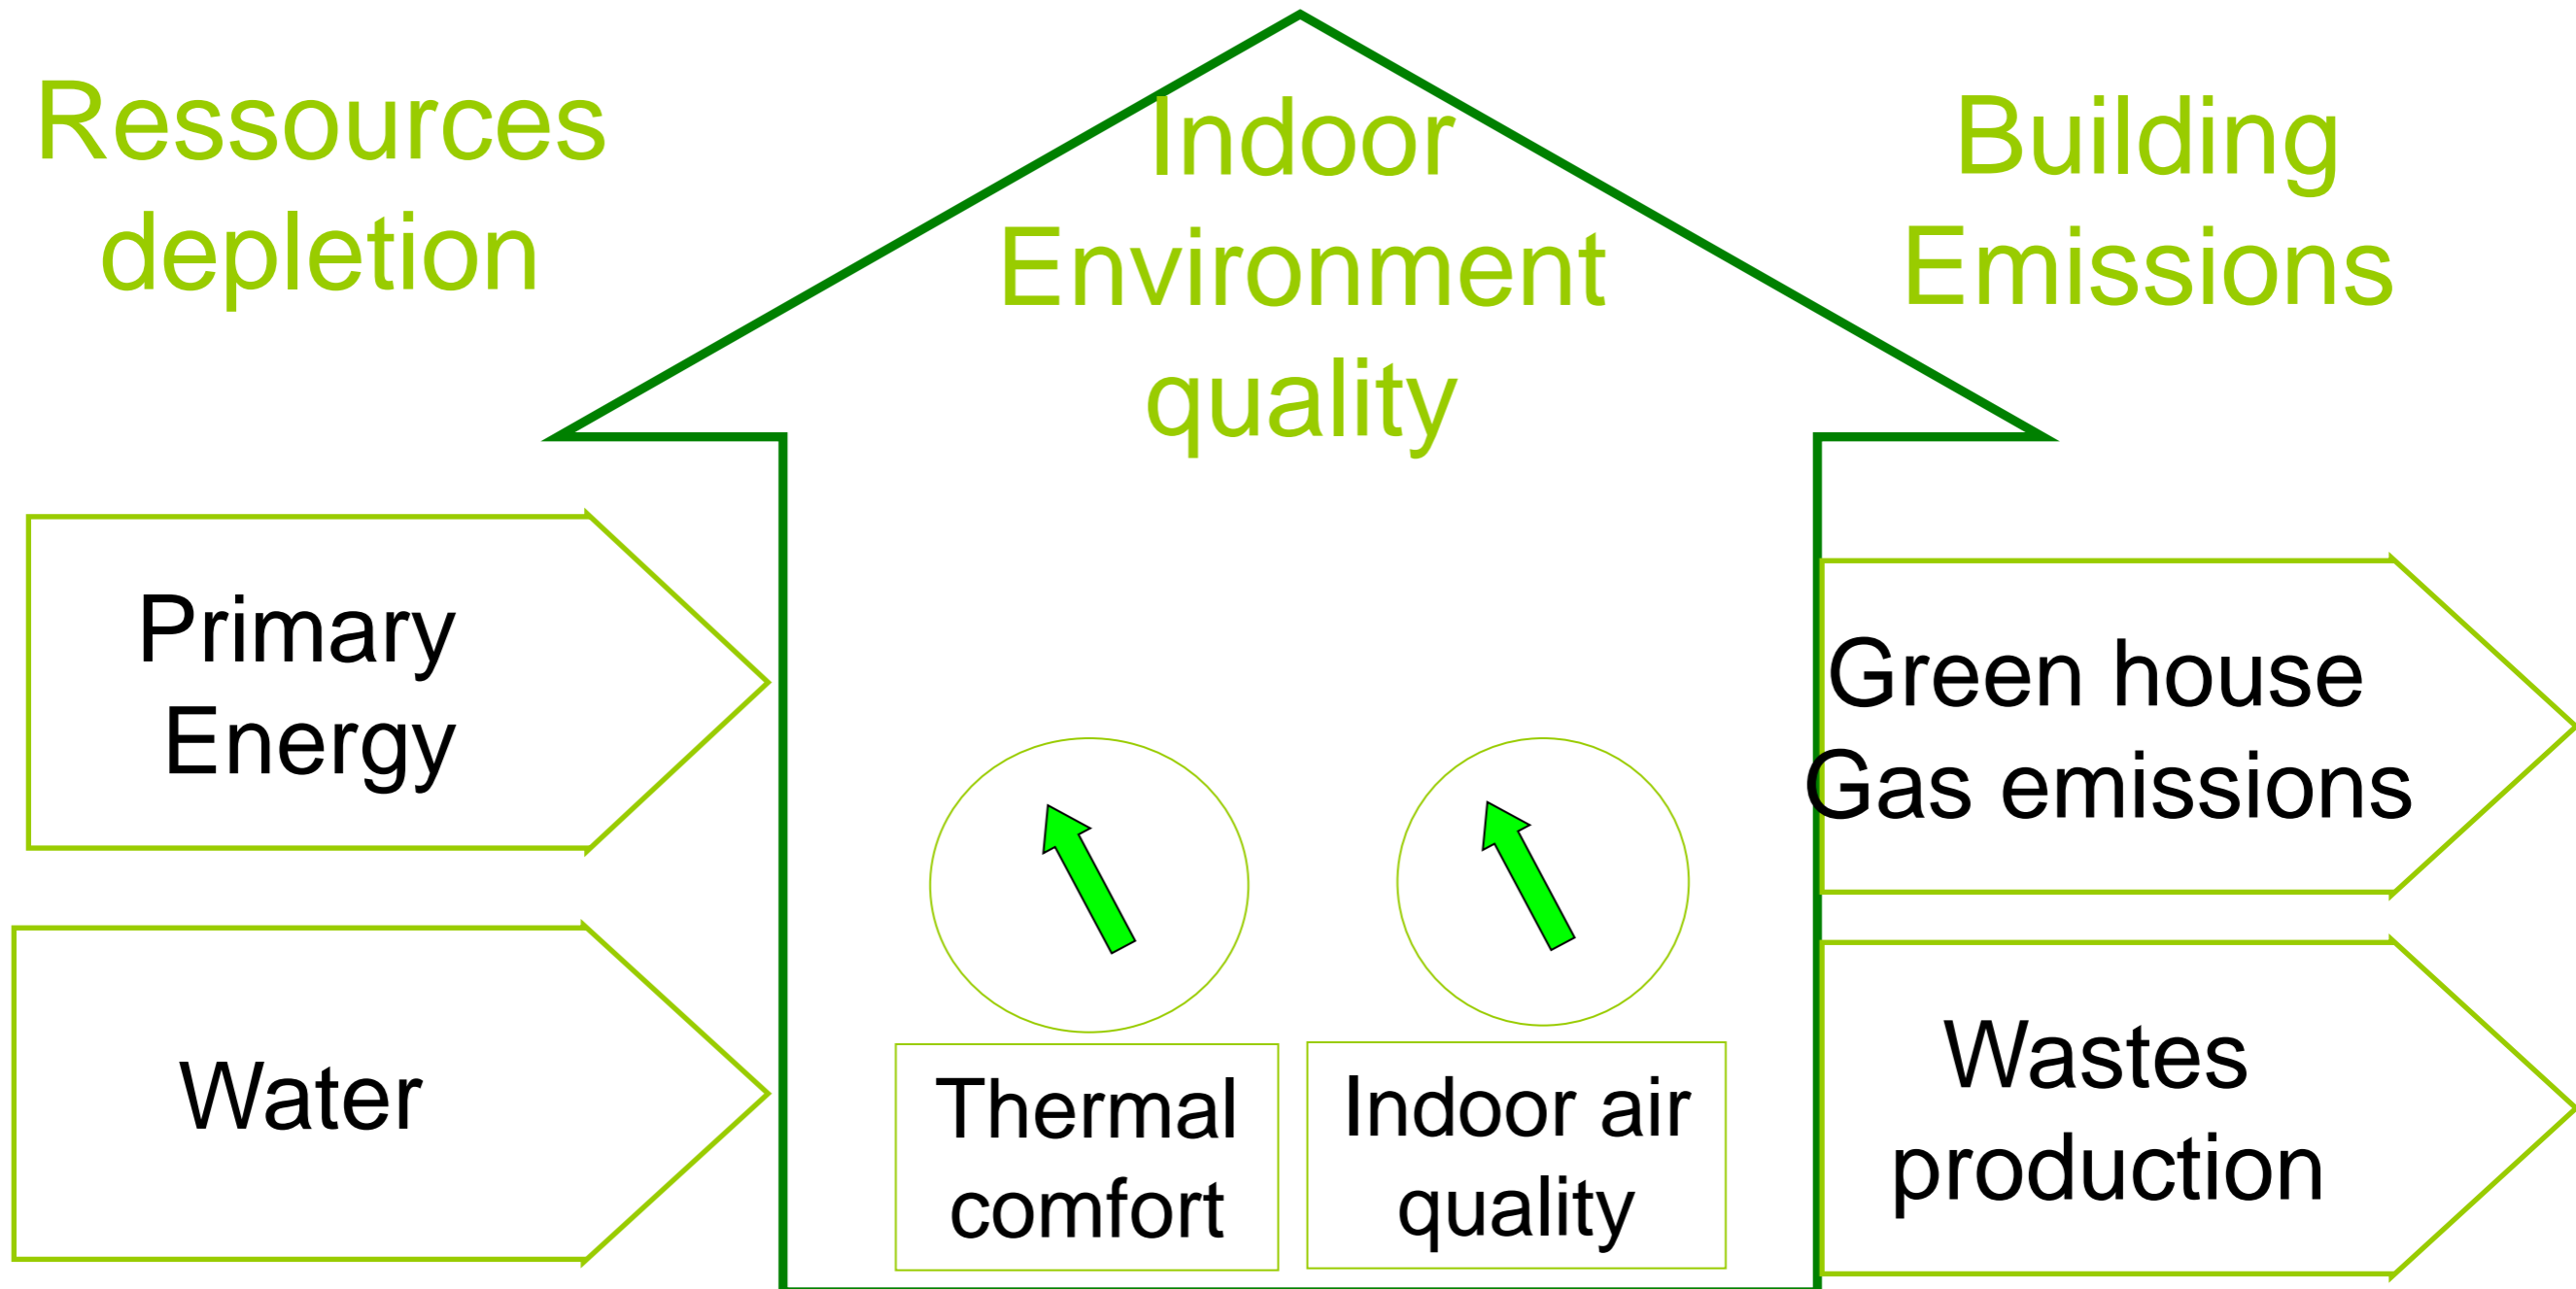 Ressources
depletion
Indoor
Environment
quality
Building
Emissions
Primary
Energy
Water
Thermal
comfort
Indoor air
quality
Green house
Gas emissions
Wastes
production